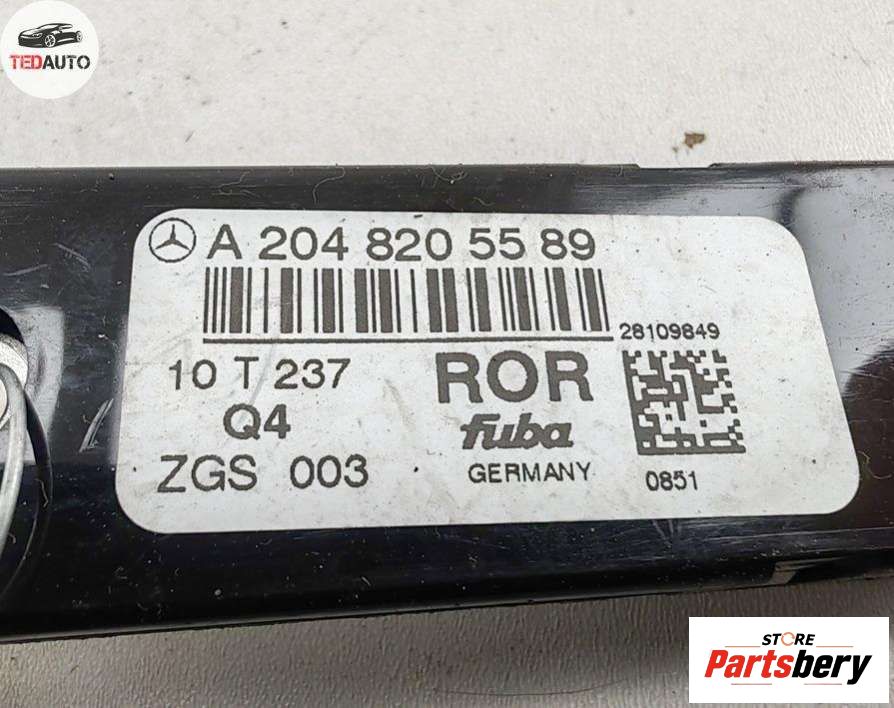 TEDAUTO
A 204 820 55 89
28109849
10 T 237
ROR
Q4
fuba
ZGS 003
GERMANY
0851
STORE
Partsbery